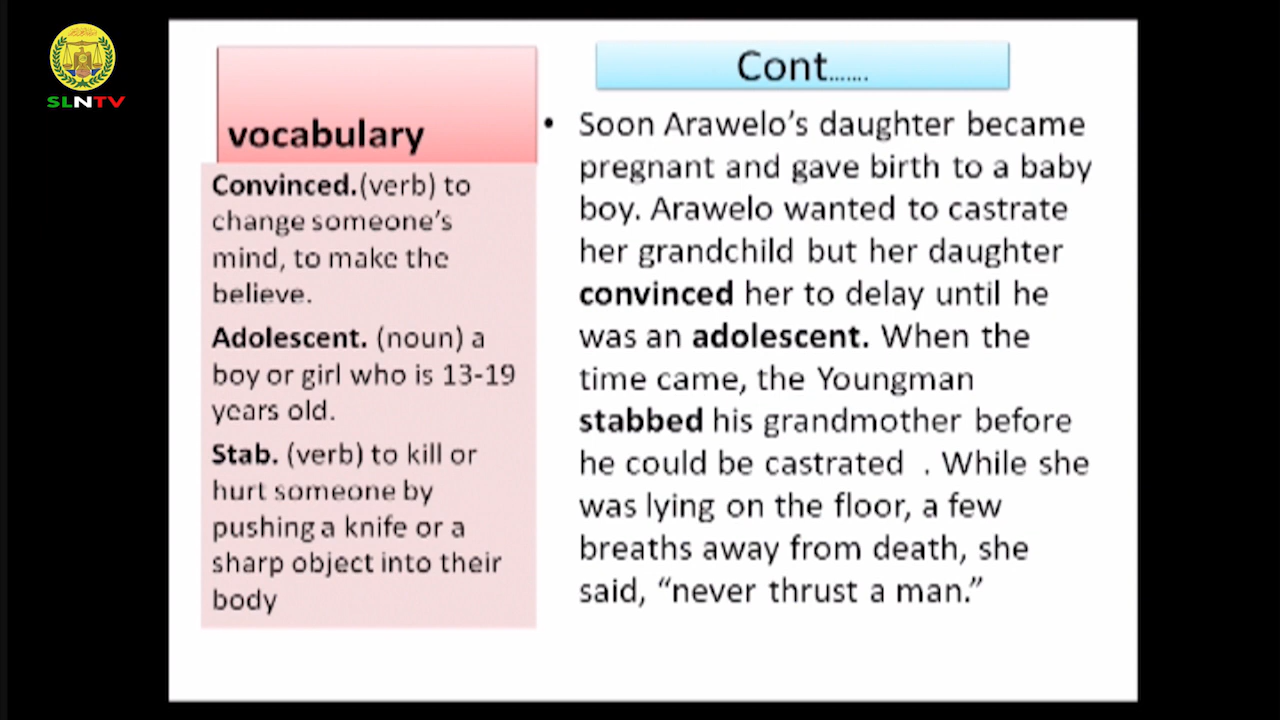 SLNTV
vocabulary
Convinced.(verb) to
change someone's
mind, to make the
believe.
Adolescent. (noun) a
boy or girl who is 13-19
years old.
Stab. (verb) to kill or
hurt someone by
pushing a knife or a
sharp object into their
body
Cont.......
• Soon Arawelo's daughter became
pregnant and gave birth to a baby
boy. Arawelo wanted to castrate
her grandchild but her daughter
convinced her to delay until he
was an adolescent. When the
time came, the Youngman
stabbed his grandmother before
he could be castrated . While she
was lying on the floor, a few
breaths away from death, she
said, “never thrust a man.”